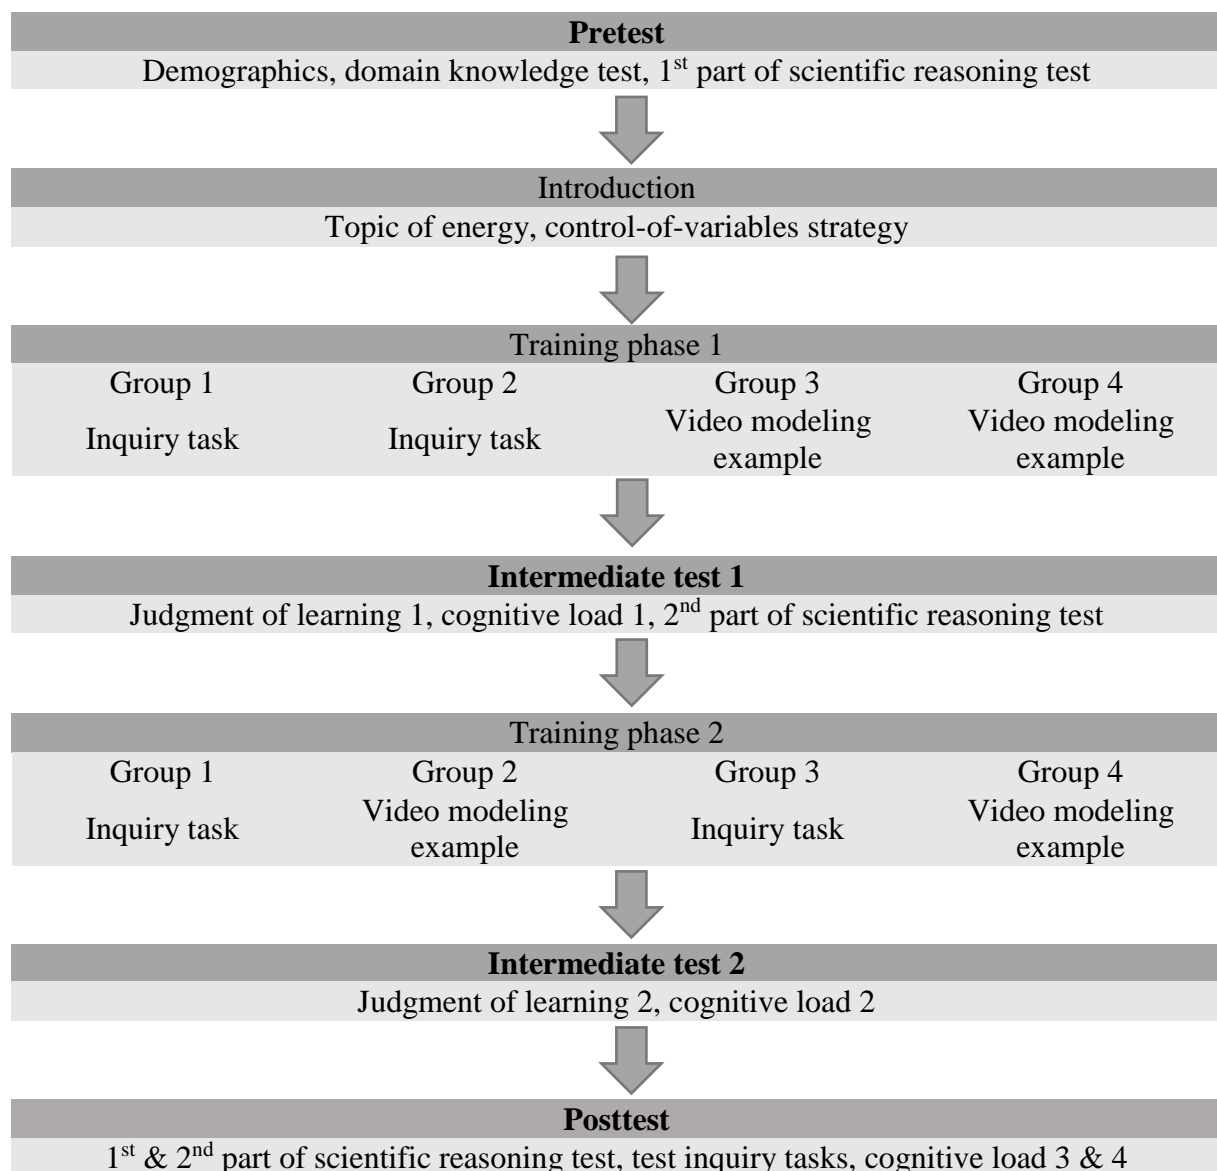 Pretest
Demographics, domain knowledge test, 1st part of scientific reasoning test
Introduction
Topic of energy, control-of-variables strategy
Training phase 1
Group 1 Group 2 Group 3 Group 4
Inquiry task Inquiry task Video modeling example Video modeling example
Intermediate test 1
Judgment of learning 1, cognitive load 1, 2nd part of scientific reasoning test
Training phase 2
Group 1 Group 2 Group 3 Group 4
Inquiry task Video modeling example Inquiry task Video modeling example
Intermediate test 2
Judgment of learning 2, cognitive load 2
Posttest
1st & 2nd part of scientific reasoning test, test inquiry tasks, cognitive load 3 & 4